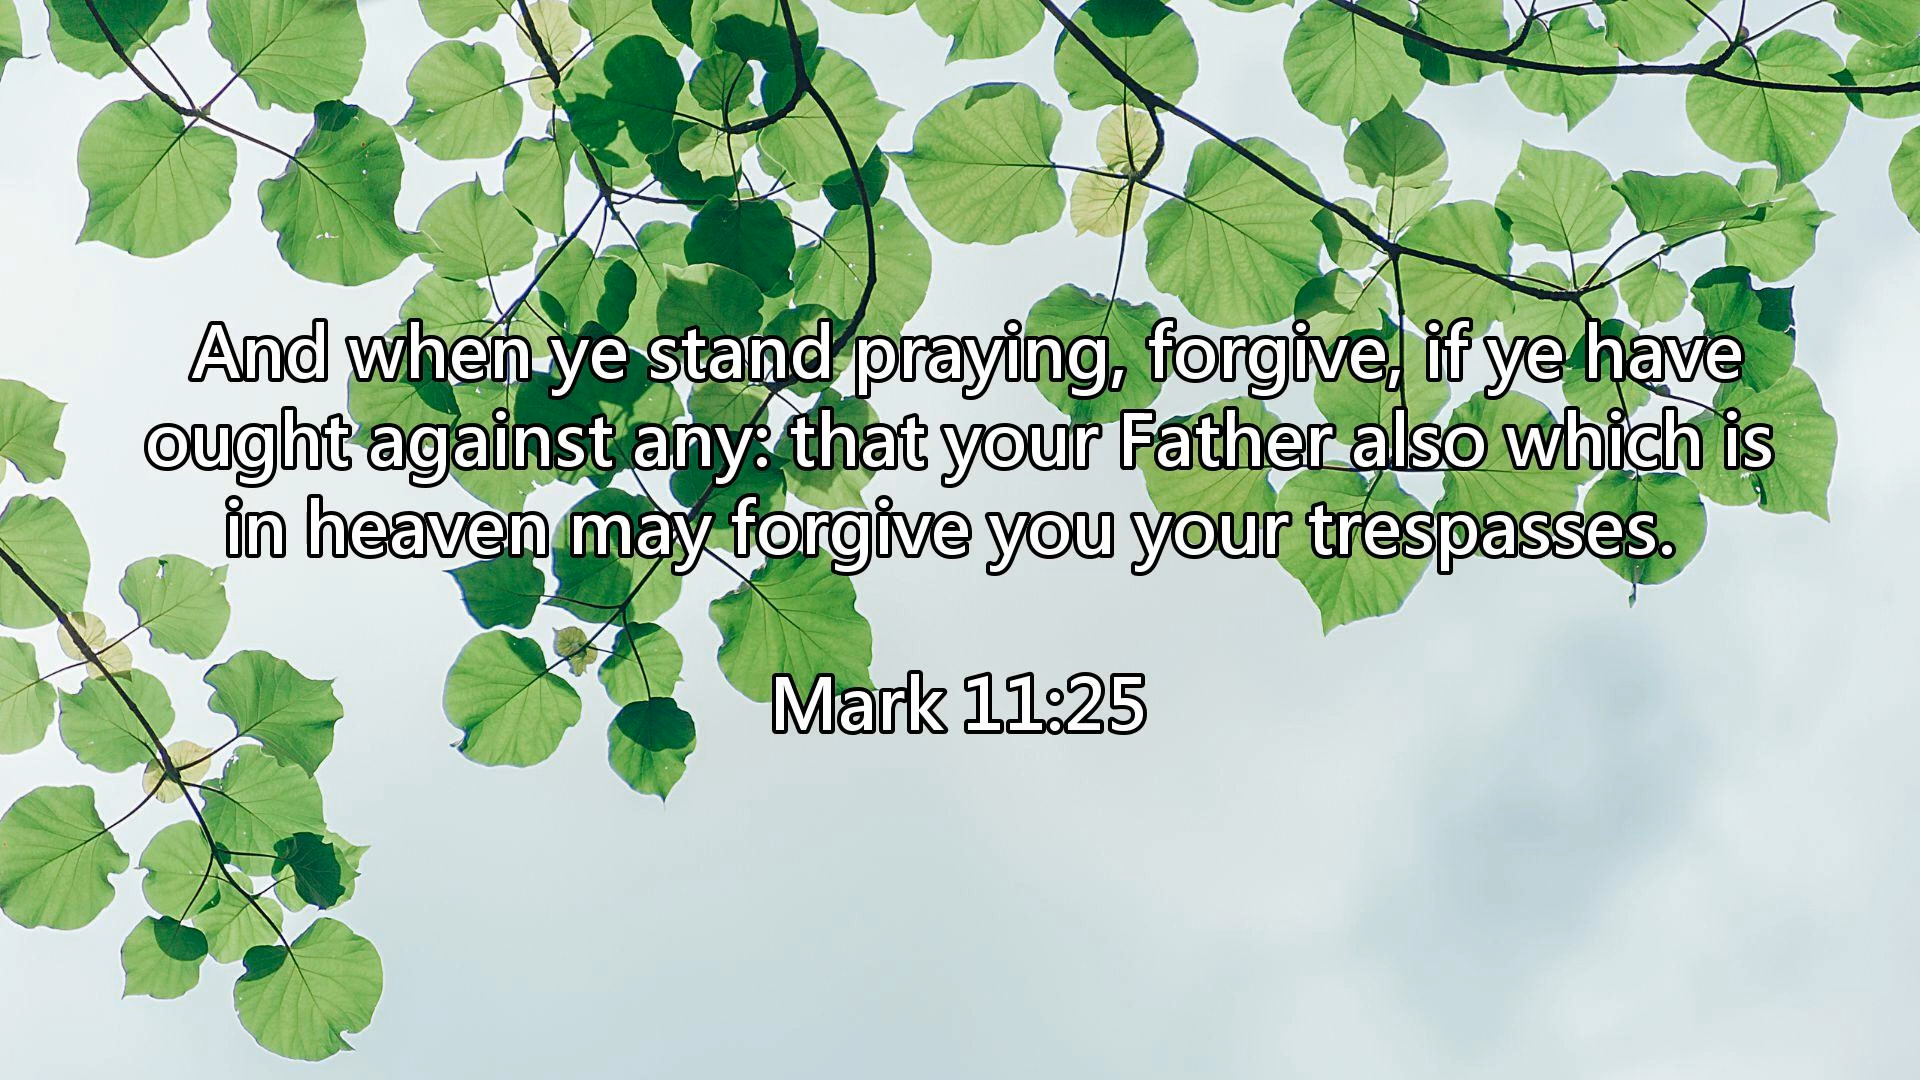 And when ye stand praying, forgive, if ye have
ought against any: that your Father also which is
in heaven may forgive you your trespasses.
Mark 11:25